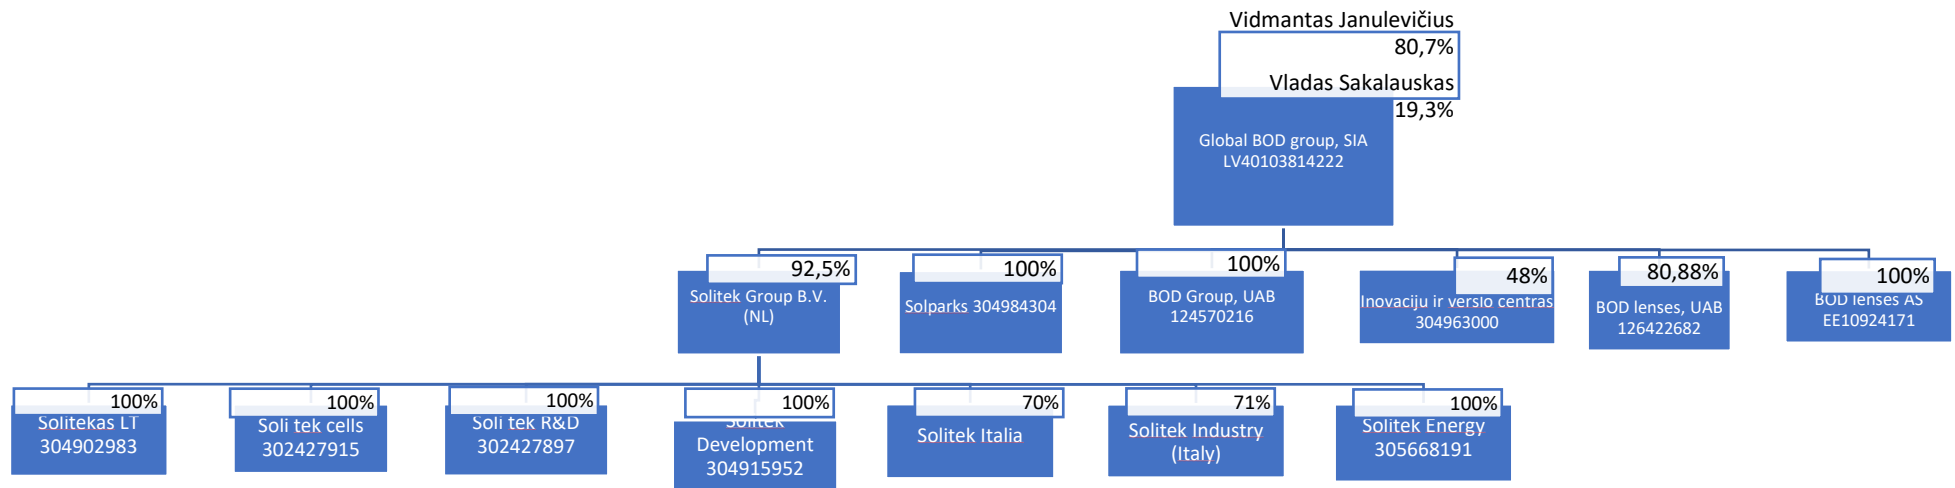 Vidmantas Janulevičius
80,7%
Vladas Sakalauskas
19,3%
Global BOD group, SIA
LV40103814222
92,5%
Solitek Group B.V.
(NL)
100%
Solparks 304984304
100%
BOD Group, UAB
124570216
48%
Inovaciju ir verslo centras
304963000
80,88%
BOD lenses, UAB
126422682
100%
BOD lenses AS
EE10924171
100%
Solitekas LT
304902983
100%
Soli tek cells
302427915
100%
Soli tek R&D
302427897
100%
Solitek
Development
304915952
70%
Solitek Italia
71%
Solitek Industry
(Italy)
100%
Solitek Energy
305668191